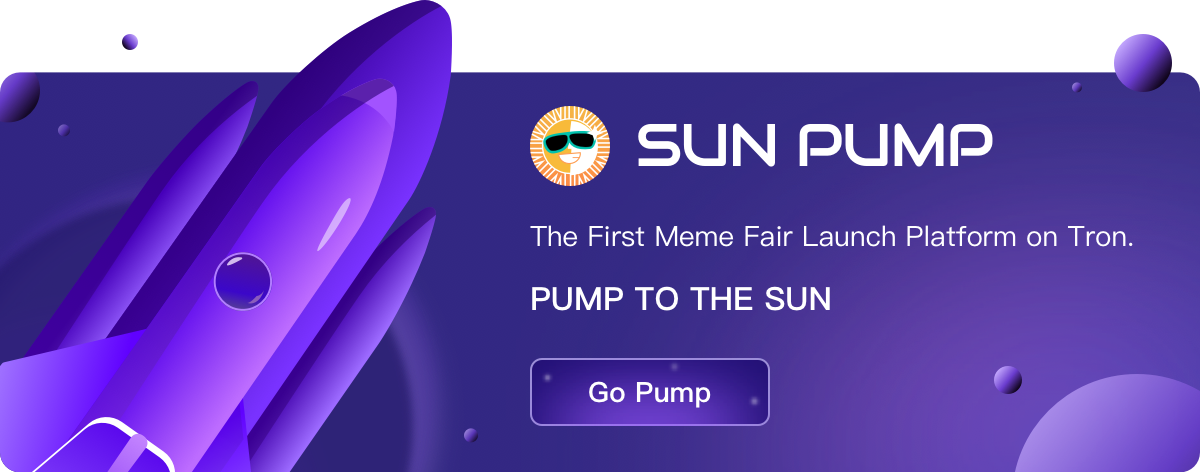 SUN PUMP
The First Meme Fair Launch Platform on Tron.
PUMP TO THE SUN
Go Pump